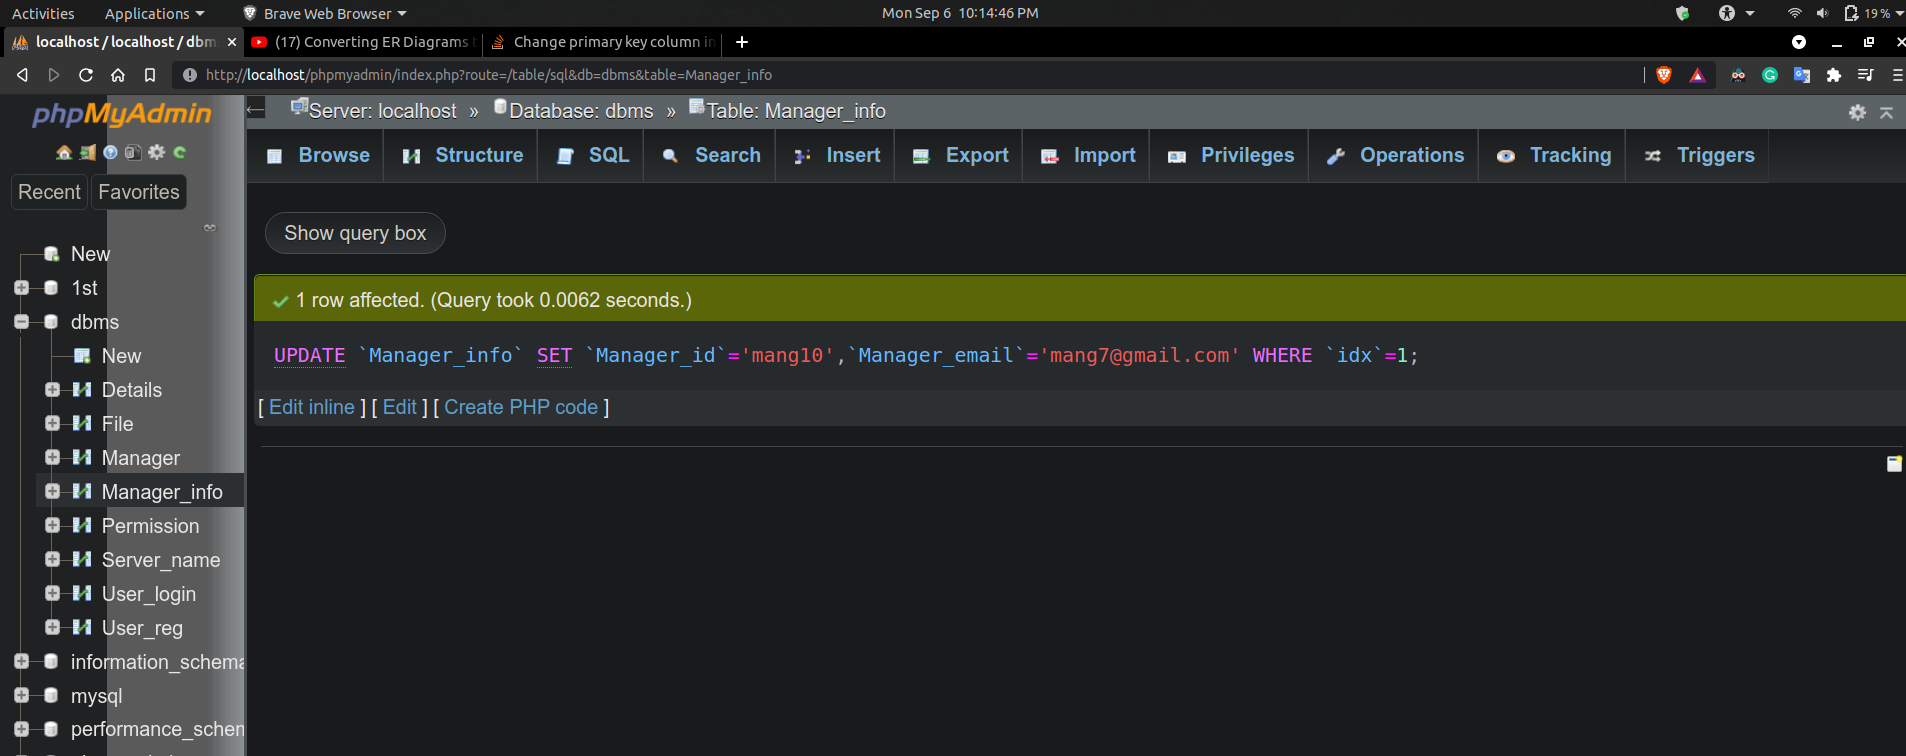 Activities Applications Brave Web Browser Mon Sep 6 10:14:46 PM 19%
localhost / localhost / dbm (17) Converting ER Diagrams t Change primary key column in
http://localhost/phpmyadmin/index.php?route=/table/sql&db=dbms&table=Manager_info
phpMyAdmin
Server: localhost » Database: dbms » Table: Manager_info
Browse Structure SQL Search Insert Export Import Privileges Operations Tracking Triggers
Recent Favorites
Show query box
New
1st
dbms
New
Details
File
Manager
Manager_info
Permission
Server_name
User_login
User_reg
information_schema
mysql
performance_schem
1 row affected. (Query took 0.0062 seconds.)
UPDATE `Manager_info` SET `Manager_id`='mang10',`Manager_email`='mang7@gmail.com' WHERE `idx`=1;
[ Edit inline ] [ Edit ] [ Create PHP code ]